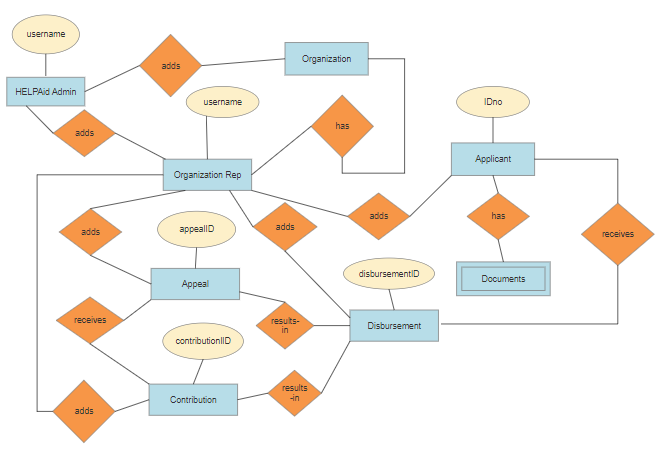 username
adds
Organization
HELPAid Admin
username
IDno
adds
has
Applicant
Organization Rep
adds
has
appealID
adds
adds
receives
disbursementID
Documents
Appeal
receives
results-
in
Disbursement
contributionIID
results
-in
Contribution
adds